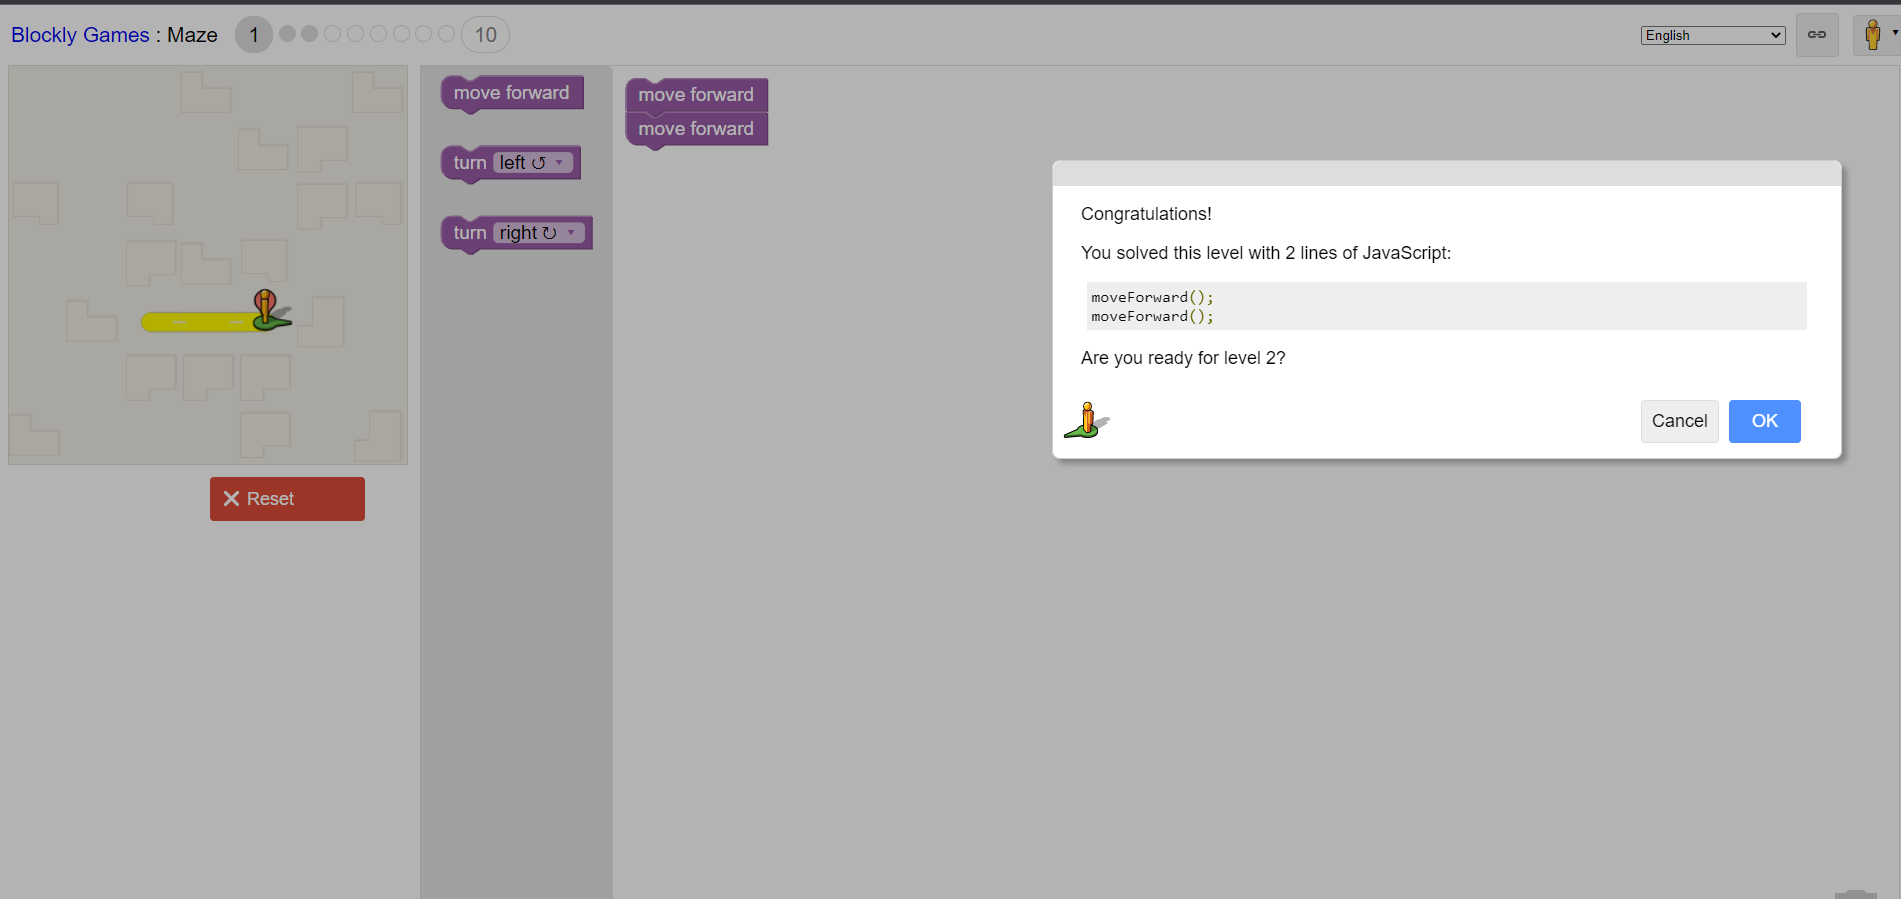 Blockly Games : Maze 1 10
English
move forward
turn left ↺ ▾
turn right ↻ ▾
move forward
move forward
Congratulations!
You solved this level with 2 lines of JavaScript:
moveForward();
moveForward();
Are you ready for level 2?
Cancel OK
Reset